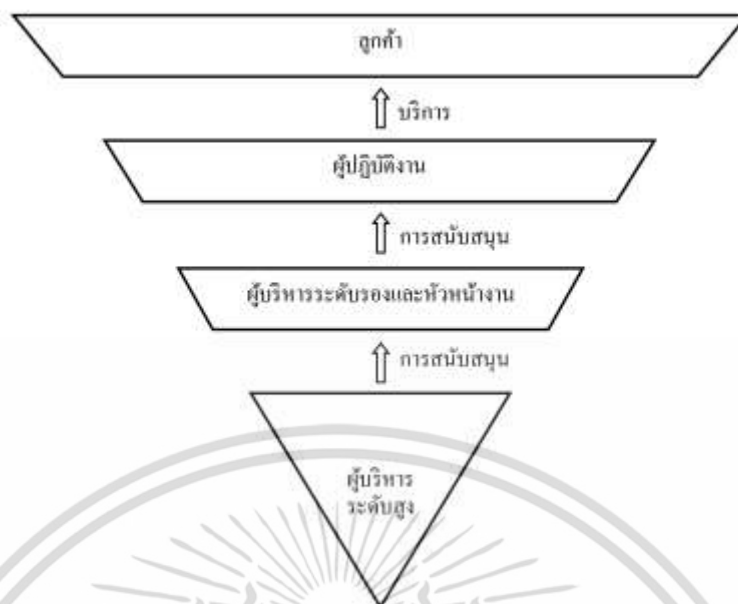 ลูกค้า
บริการ
ผู้ปฏิบัติงาน
การสนับสนุน
ผู้บริหารระดับรองและหัวหน้างาน
การสนับสนุน
ผู้บริหาร
ระดับสูง